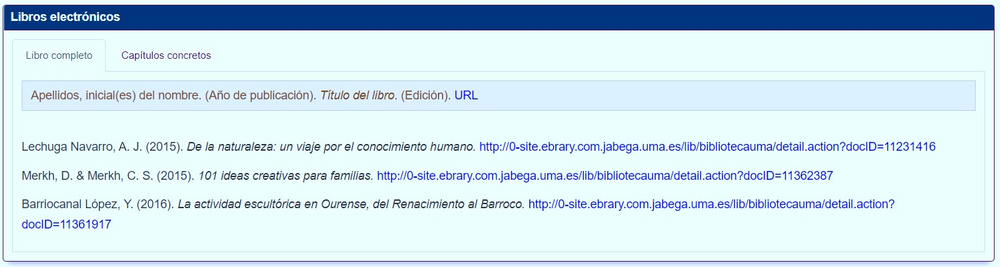 Libros electrónicos
Libro completo
Capítulos concretos
Apellidos, inicial(es) del nombre. (Año de publicación). Título del libro. (Edición). URL
Lechuga Navarro, A. J. (2015). De la naturaleza: un viaje por el conocimiento humano. http://0-site.ebrary.com.jabega.uma.es/lib/bibliotecauma/detail.action?docID=11231416
Merkh, D. & Merkh, C. S. (2015). 101 ideas creativas para familias. http://0-site.ebrary.com.jabega.uma.es/lib/bibliotecauma/detail.action?docID=11362387
Barriocanal López, Y. (2016). La actividad escultórica en Ourense, del Renacimiento al Barroco. http://0-site.ebrary.com.jabega.uma.es/lib/bibliotecauma/detail.action?
docID=11361917